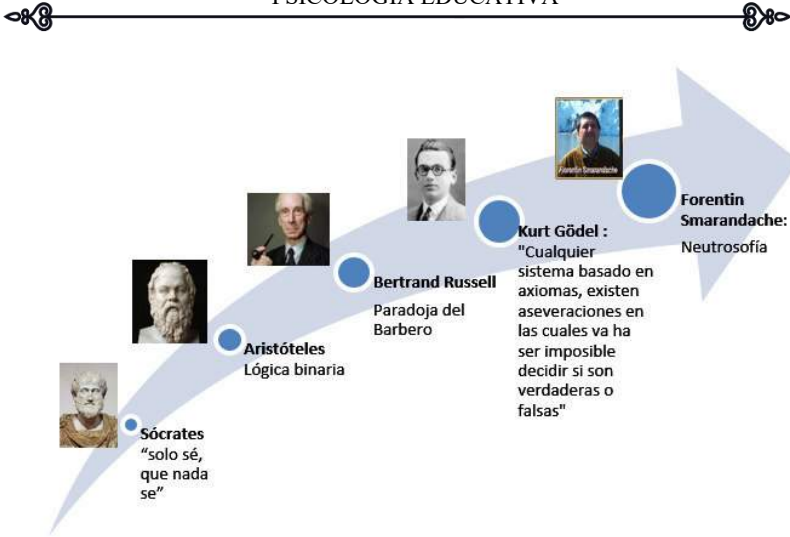 PSICOLOGÍA EDUCATIVA
Florentin Smarandache
Forentin
Smarandache:
Neutrosofía
Kurt Gödel :
"Cualquier
sistema basado en
axiomas, existen
aseveraciones en
las cuales va ha
ser imposible
decidir si son
verdaderas o
falsas"
Bertrand Russell
Paradoja del
Barbero
Aristóteles
Lógica binaria
Sócrates
“solo sé,
que nada
se”